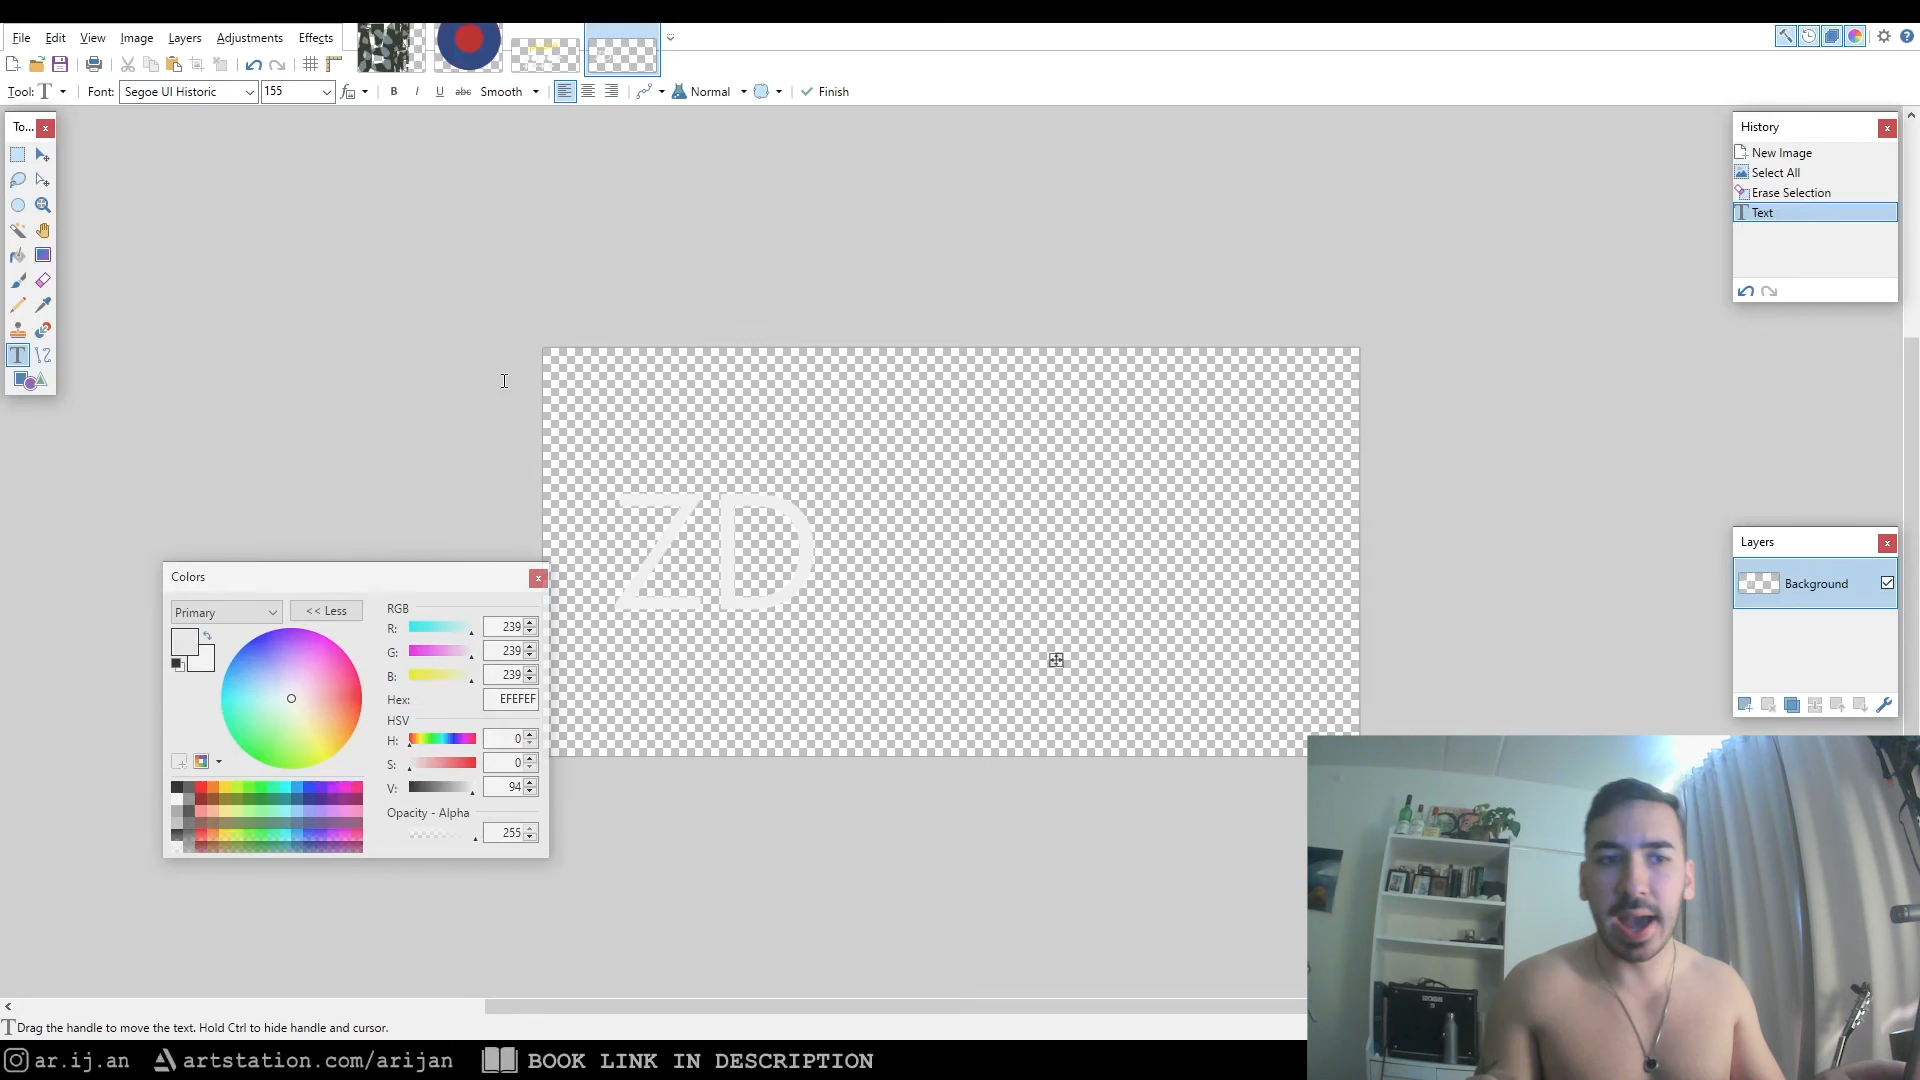 File Edit View Image Layers Adjustments Effects
Tool: Font: Segoe UI Historic 155 B I U abc Smooth Normal Finish
To...
History
New Image
Select All
Erase Selection
Text
ZD
Layers
Background
Colors
Primary << Less
RGB
R: 239
G: 239
B: 239
Hex: EFEFEF
HSV
H: 0
S: 0
V: 94
Opacity - Alpha
255
Drag the handle to move the text. Hold Ctrl to hide handle and cursor.
ar.ij.an artstation.com/arijan BOOK LINK IN DESCRIPTION